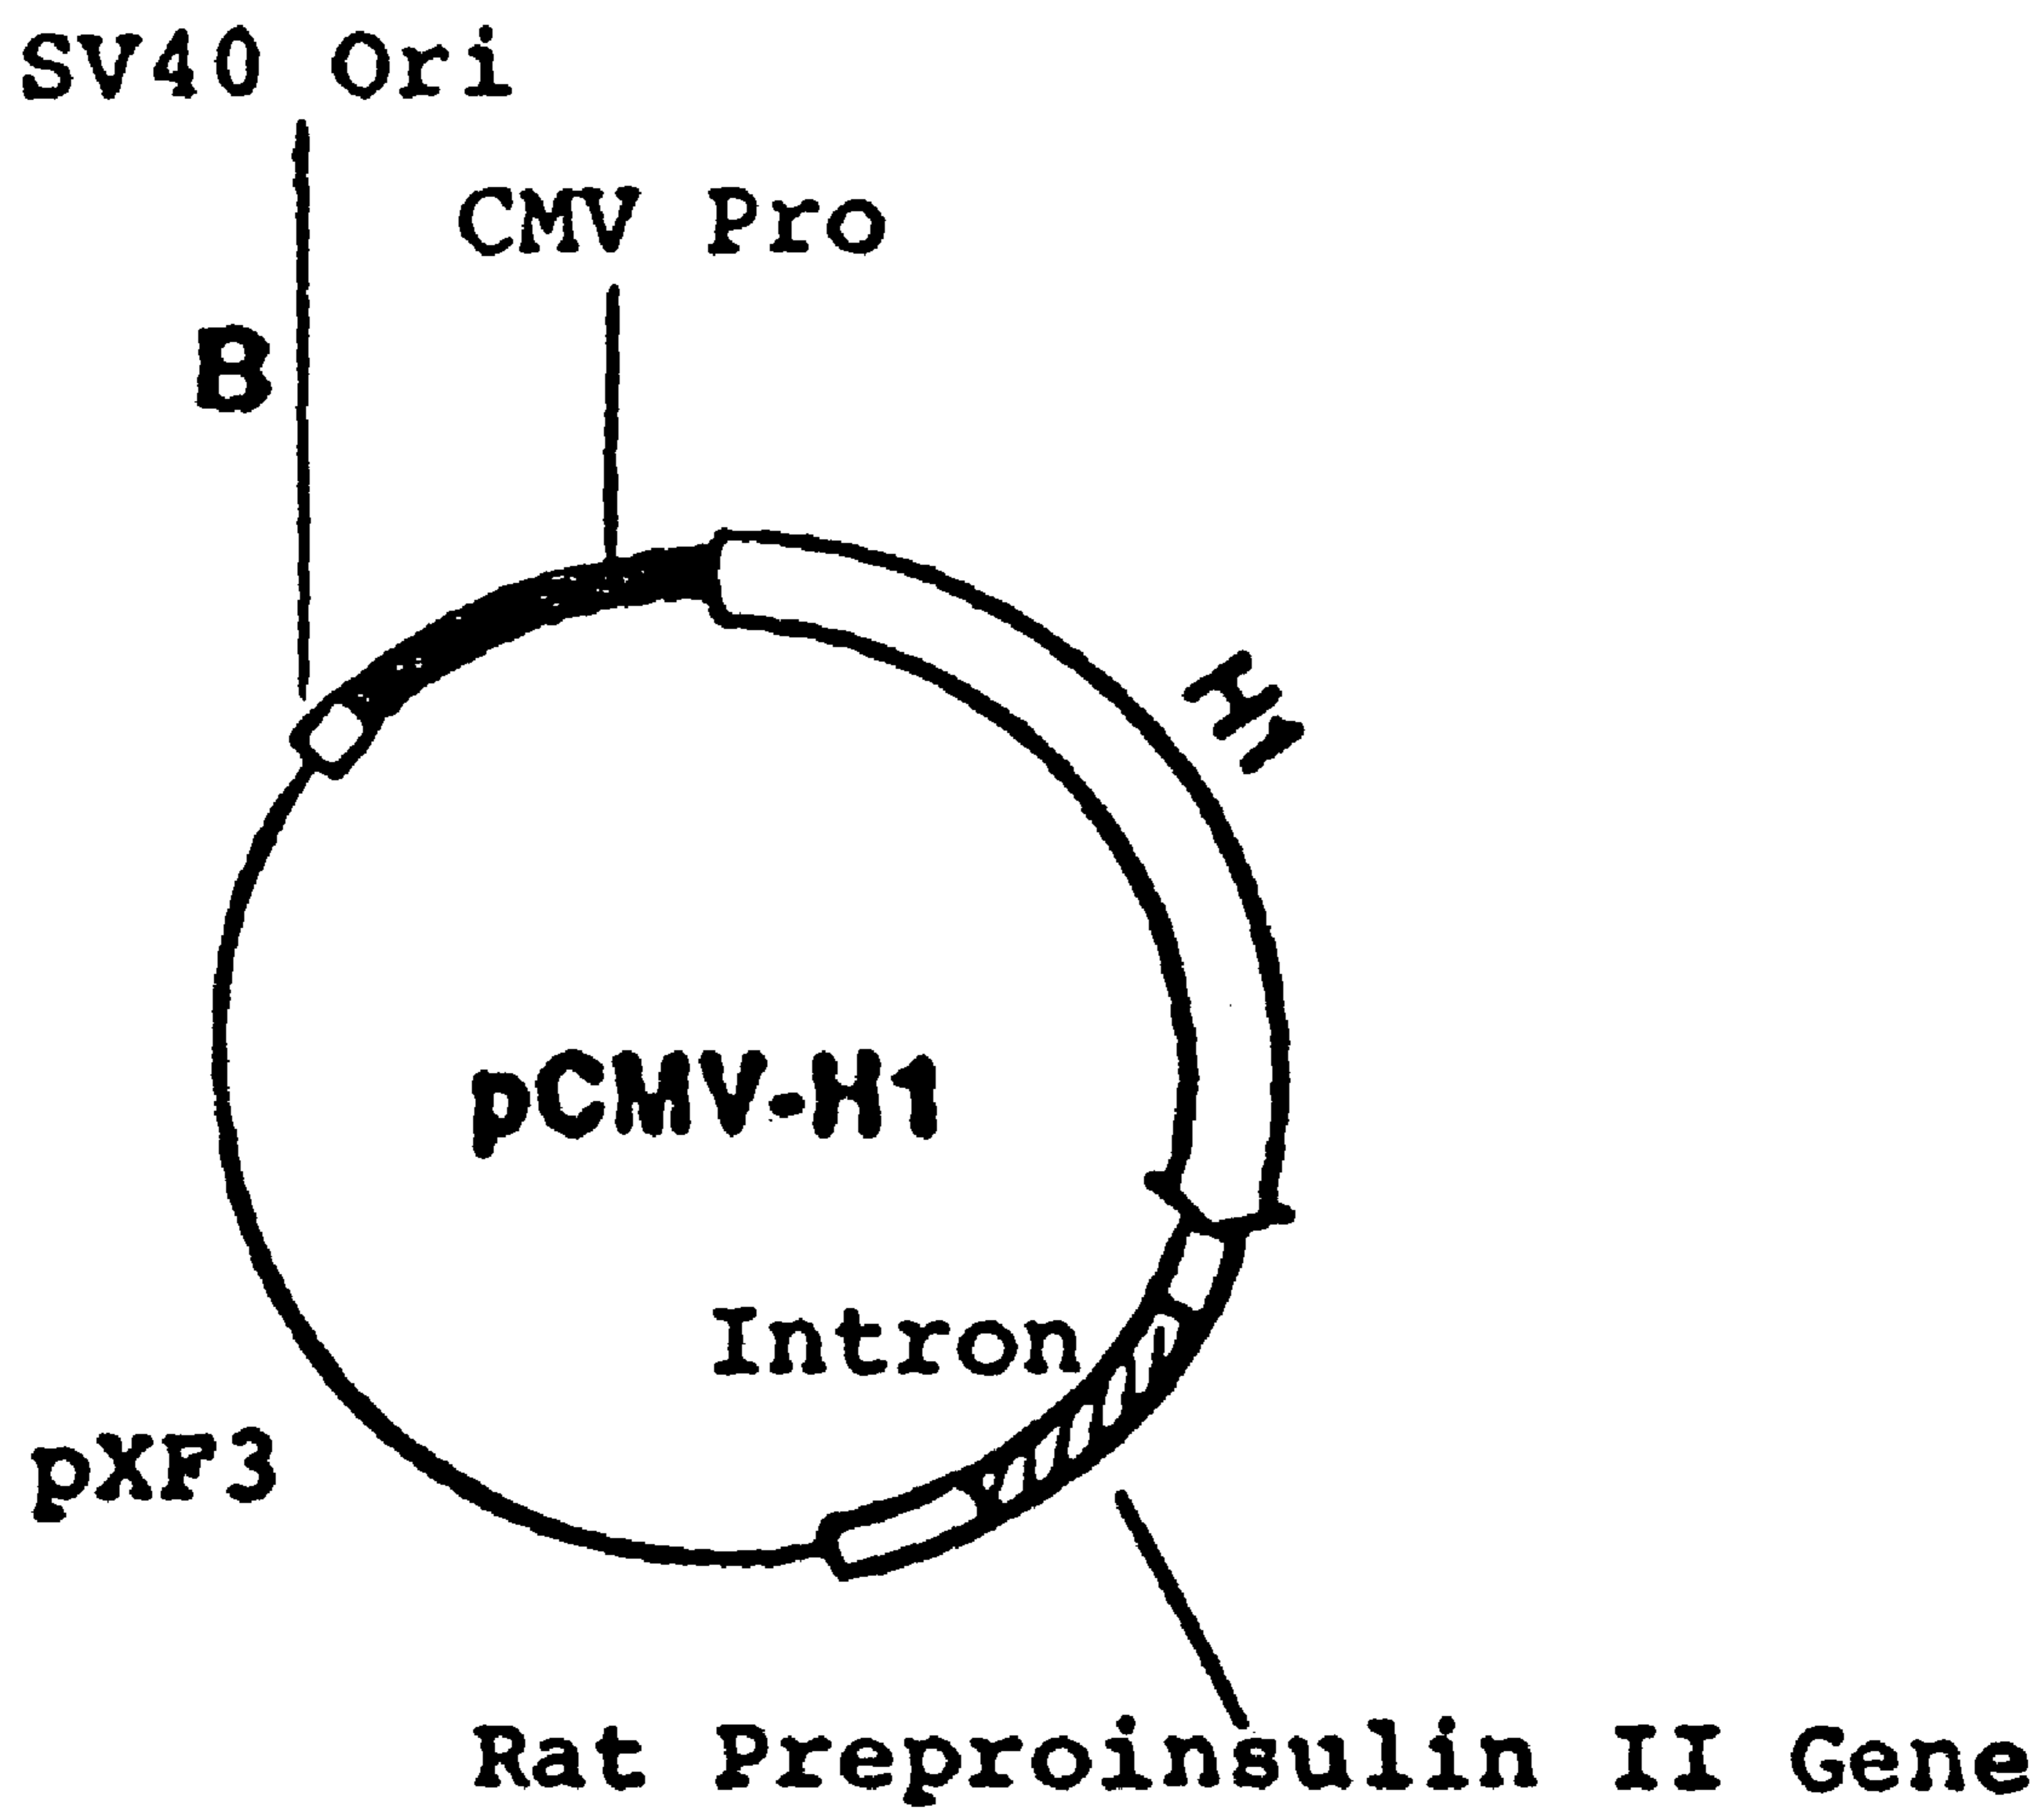 SV40 Ori
CMV Pro
B
H1
pCMV-H1
Intron
pXF3
Rat Preproinsulin II Gene